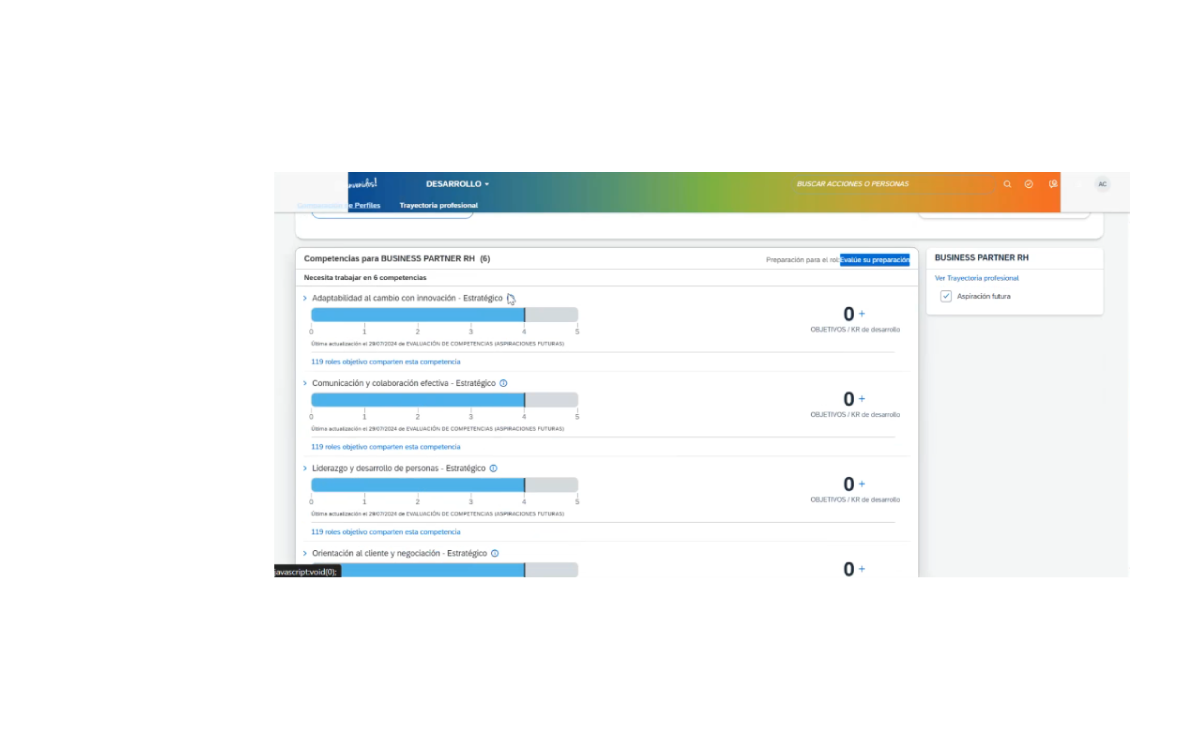 DESARROLLO
BUSCAR ACCIONES O PERSONAS
AC
de Perfiles
Trayectoria profesional
Competencias para BUSINESS PARTNER RH (6)
Preparación para el rol: Evalúe su preparación
Necesita trabajar en 6 competencias
Adaptabilidad al cambio con innovación - Estratégico
0 +
OBJETIVOS / KR de desarrollo
0 1 2 3 4 5
Última actualización el 29/07/2024 de EVALUACIÓN DE COMPETENCIAS (ASPIRACIONES FUTURAS)
119 roles objetivo comparten esta competencia
Comunicación y colaboración efectiva - Estratégico
0 +
OBJETIVOS / KR de desarrollo
0 1 2 3 4 5
Última actualización el 29/07/2024 de EVALUACIÓN DE COMPETENCIAS (ASPIRACIONES FUTURAS)
119 roles objetivo comparten esta competencia
Liderazgo y desarrollo de personas - Estratégico
0 +
OBJETIVOS / KR de desarrollo
0 1 2 3 4 5
Última actualización el 29/07/2024 de EVALUACIÓN DE COMPETENCIAS (ASPIRACIONES FUTURAS)
119 roles objetivo comparten esta competencia
Orientación al cliente y negociación - Estratégico
0 +
javascript:void(0);
BUSINESS PARTNER RH
Ver Trayectoria profesional
Aspiración futura